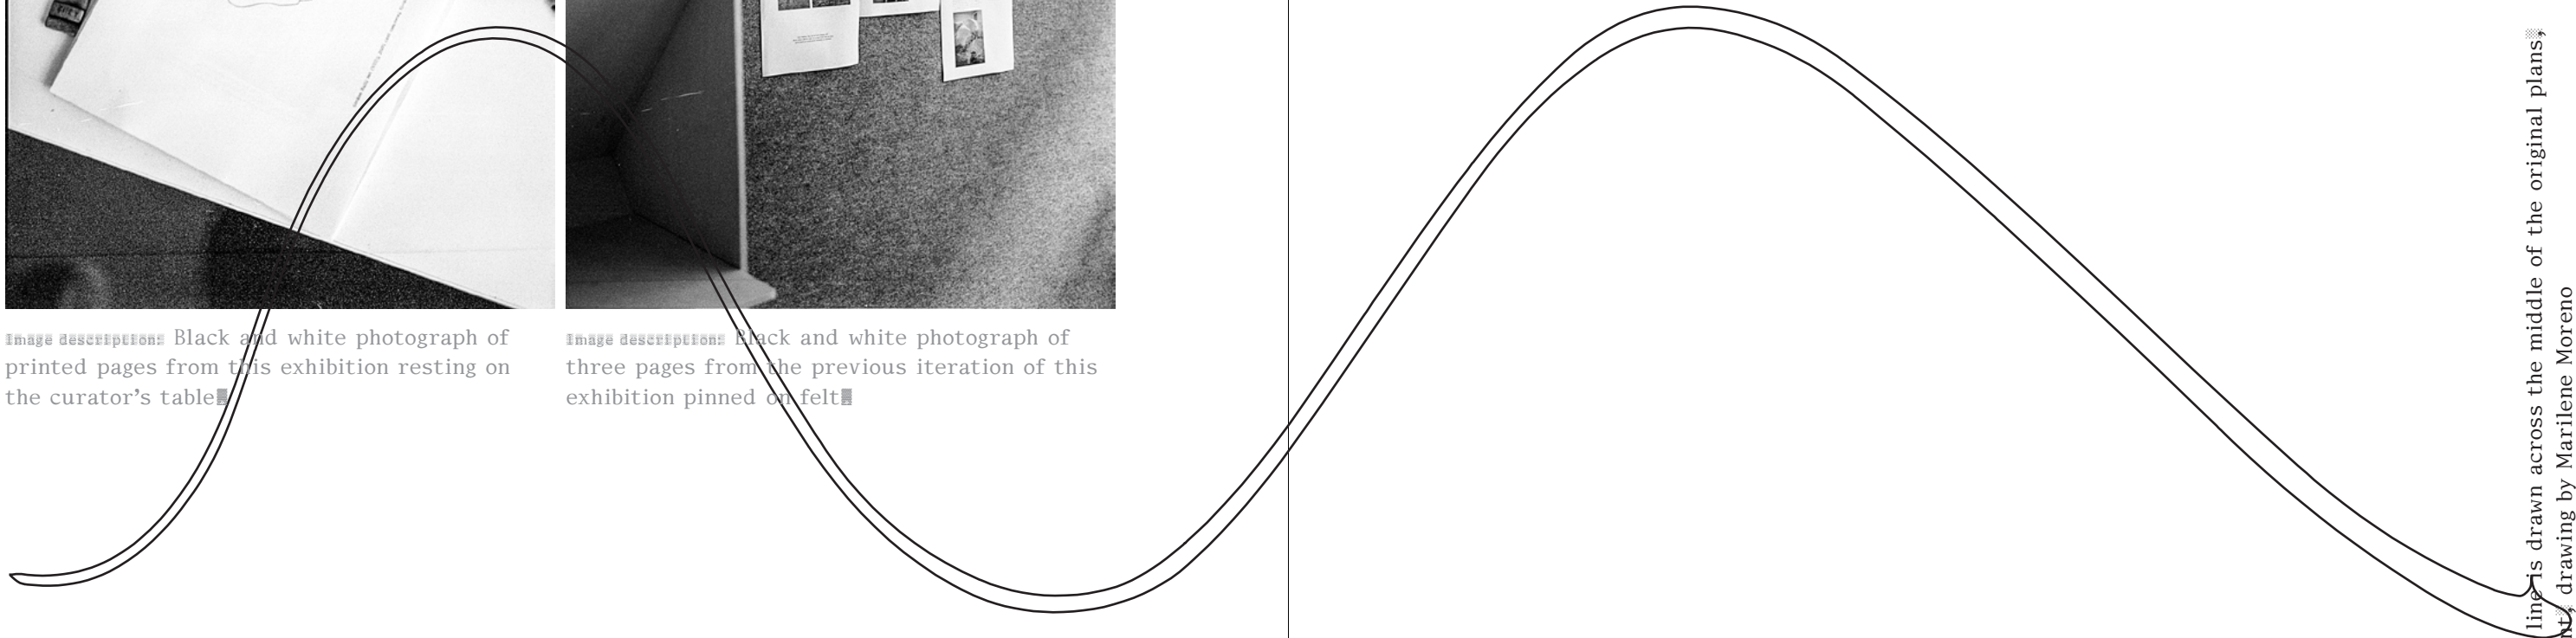 Image description: Black and white photograph of
printed pages from this exhibition resting on
the curator's table
Image description: Black and white photograph of
three pages from the previous iteration of this
exhibition pinned on felt
line is drawn across the middle of the original plans,
drawing by Marilene Moreno